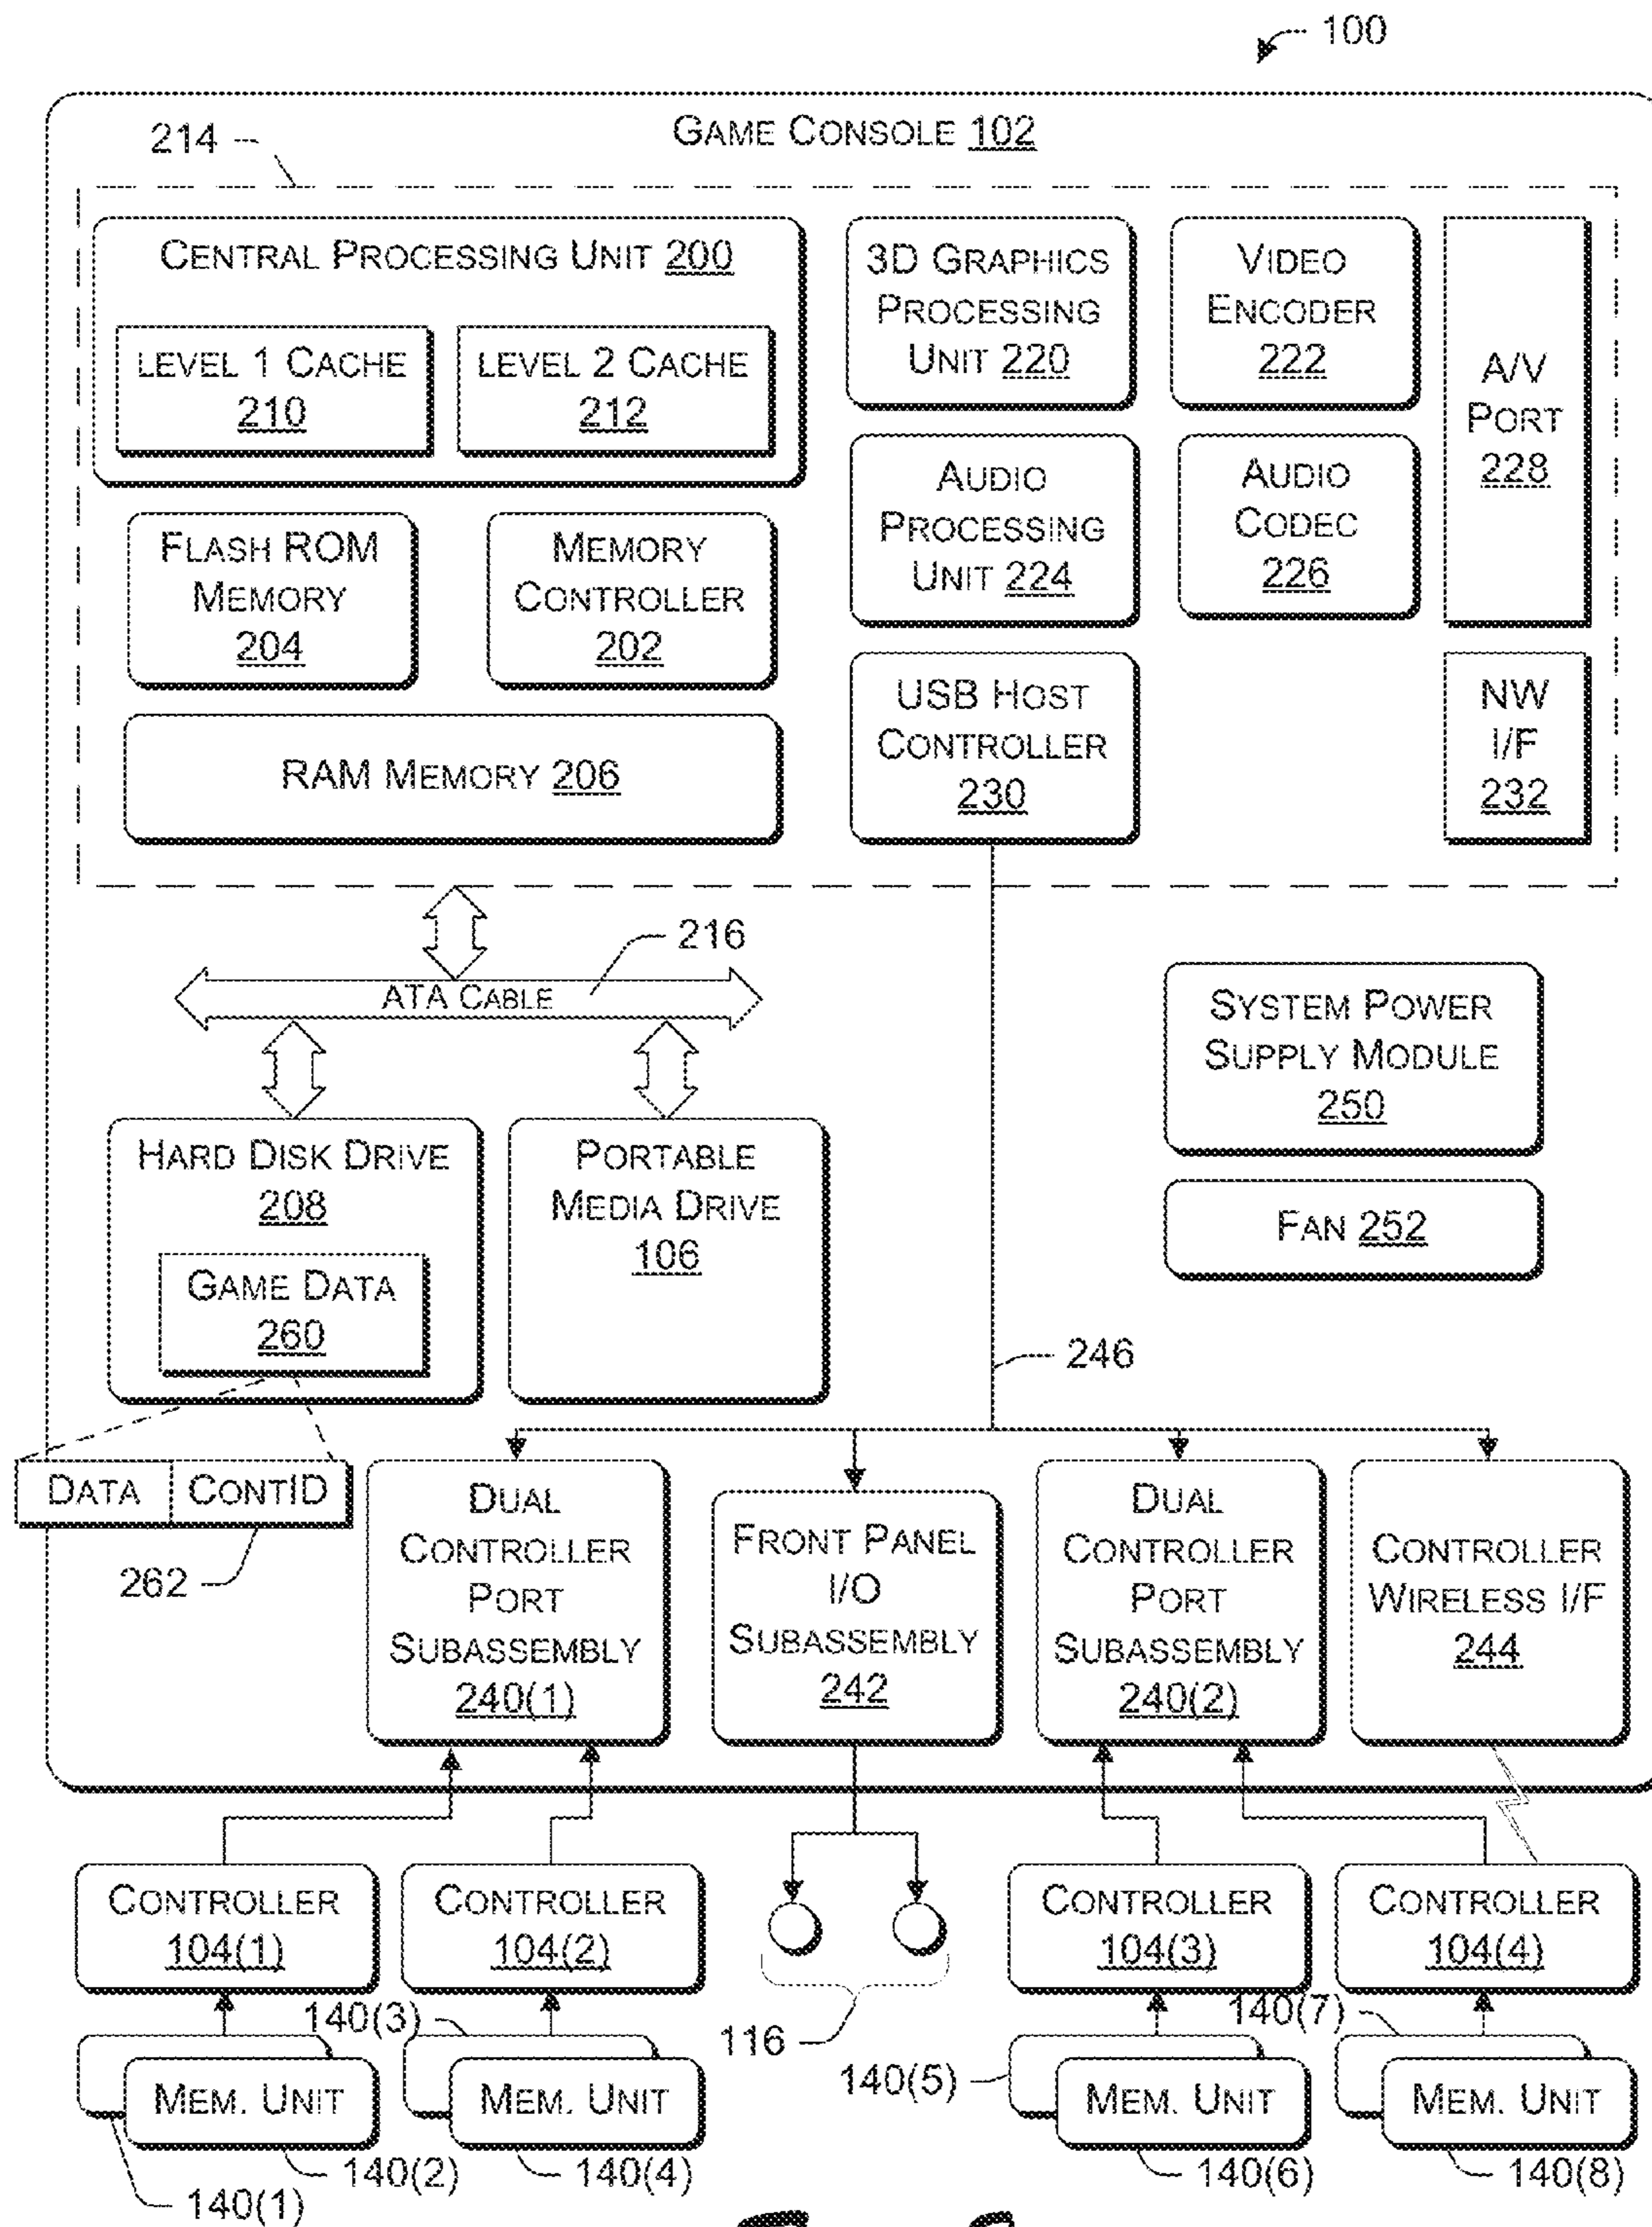 100
GAME CONSOLE 102
214
CENTRAL PROCESSING UNIT 200
LEVEL 1 CACHE
210
LEVEL 2 CACHE
212
3D GRAPHICS
PROCESSING
UNIT 220
VIDEO
ENCODER
222
A/V
PORT
228
FLASH ROM
MEMORY
204
MEMORY
CONTROLLER
202
AUDIO
PROCESSING
UNIT 224
AUDIO
CODEC
226
RAM MEMORY 206
USB HOST
CONTROLLER
230
NW
I/F
232
216
ATA CABLE
SYSTEM POWER
SUPPLY MODULE
250
HARD DISK DRIVE
208
GAME DATA
260
PORTABLE
MEDIA DRIVE
106
FAN 252
246
DATA
CONTID
262
DUAL
CONTROLLER
PORT
SUBASSEMBLY
240(1)
FRONT PANEL
I/O
SUBASSEMBLY
242
DUAL
CONTROLLER
PORT
SUBASSEMBLY
240(2)
CONTROLLER
WIRELESS I/F
244
CONTROLLER
104(1)
CONTROLLER
104(2)
CONTROLLER
104(3)
CONTROLLER
104(4)
140(3)
116
140(5)
140(7)
MEM. UNIT
MEM. UNIT
MEM. UNIT
MEM. UNIT
140(1)
140(2)
140(4)
140(6)
140(8)